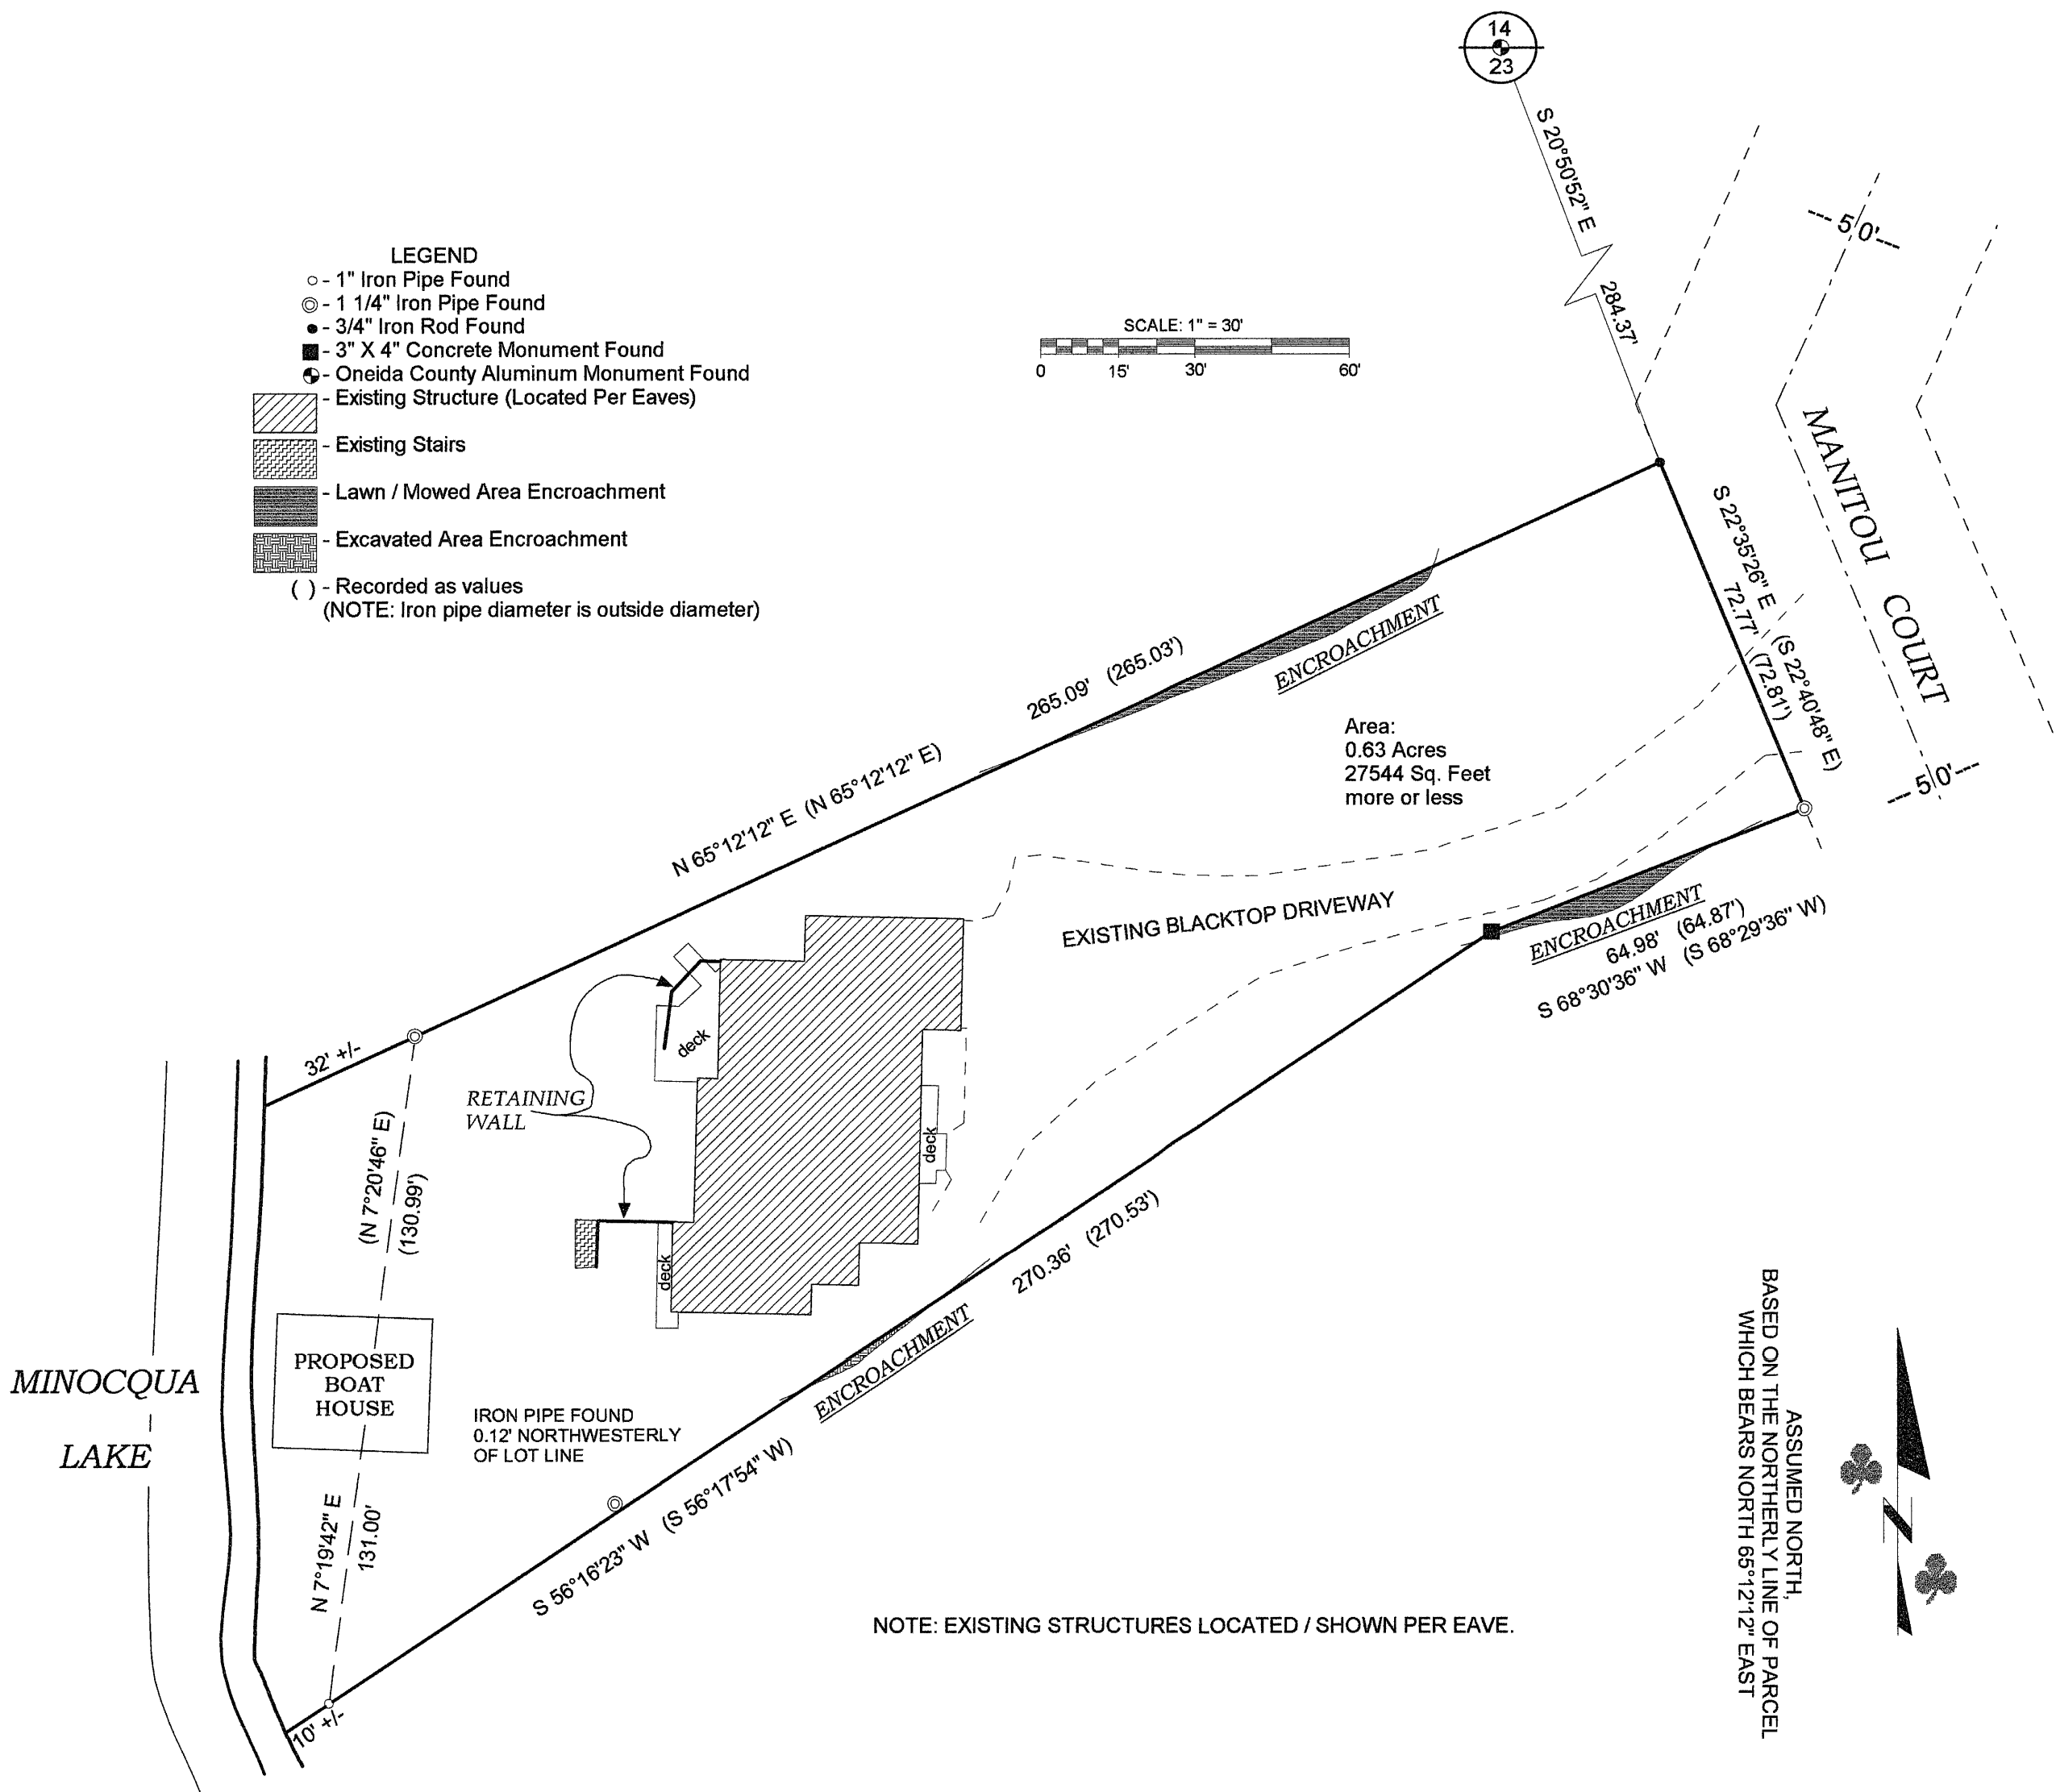 14
23
S 20°50'52" E
284.37'
--- 5 0'---
LEGEND
- 1" Iron Pipe Found
- 1 1/4" Iron Pipe Found
- 3/4" Iron Rod Found
- 3" X 4" Concrete Monument Found
- Oneida County Aluminum Monument Found
- Existing Structure (Located Per Eaves)
- Existing Stairs
- Lawn / Mowed Area Encroachment
- Excavated Area Encroachment
( ) - Recorded as values
(NOTE: Iron pipe diameter is outside diameter)
SCALE: 1" = 30'
0 15' 30' 60'
MANITOU COURT
S 22°35'26" E (S 22°40'48" E)
72.77' (72.81')
--- 5 0'---
265.09' (265.03')
N 65°12'12" E (N 65°12'12" E)
ENCROACHMENT
Area:
0.63 Acres
27544 Sq. Feet
more or less
EXISTING BLACKTOP DRIVEWAY
ENCROACHMENT
64.98' (64.87')
S 68°30'36" W (S 68°29'36" W)
32' +/-
deck
RETAINING
WALL
deck
deck
(N 7°20'46" E)
(130.99')
270.36' (270.53')
ENCROACHMENT
PROPOSED
BOAT
HOUSE
MINOCQUA
LAKE
IRON PIPE FOUND
0.12' NORTHWESTERLY
OF LOT LINE
N 7°19'42" E
131.00'
S 56°16'23" W (S 56°17'54" W)
10' +/-
NOTE: EXISTING STRUCTURES LOCATED / SHOWN PER EAVE.
ASSUMED NORTH,
BASED ON THE NORTHERLY LINE OF PARCEL
WHICH BEARS NORTH 65°12'12" EAST
N